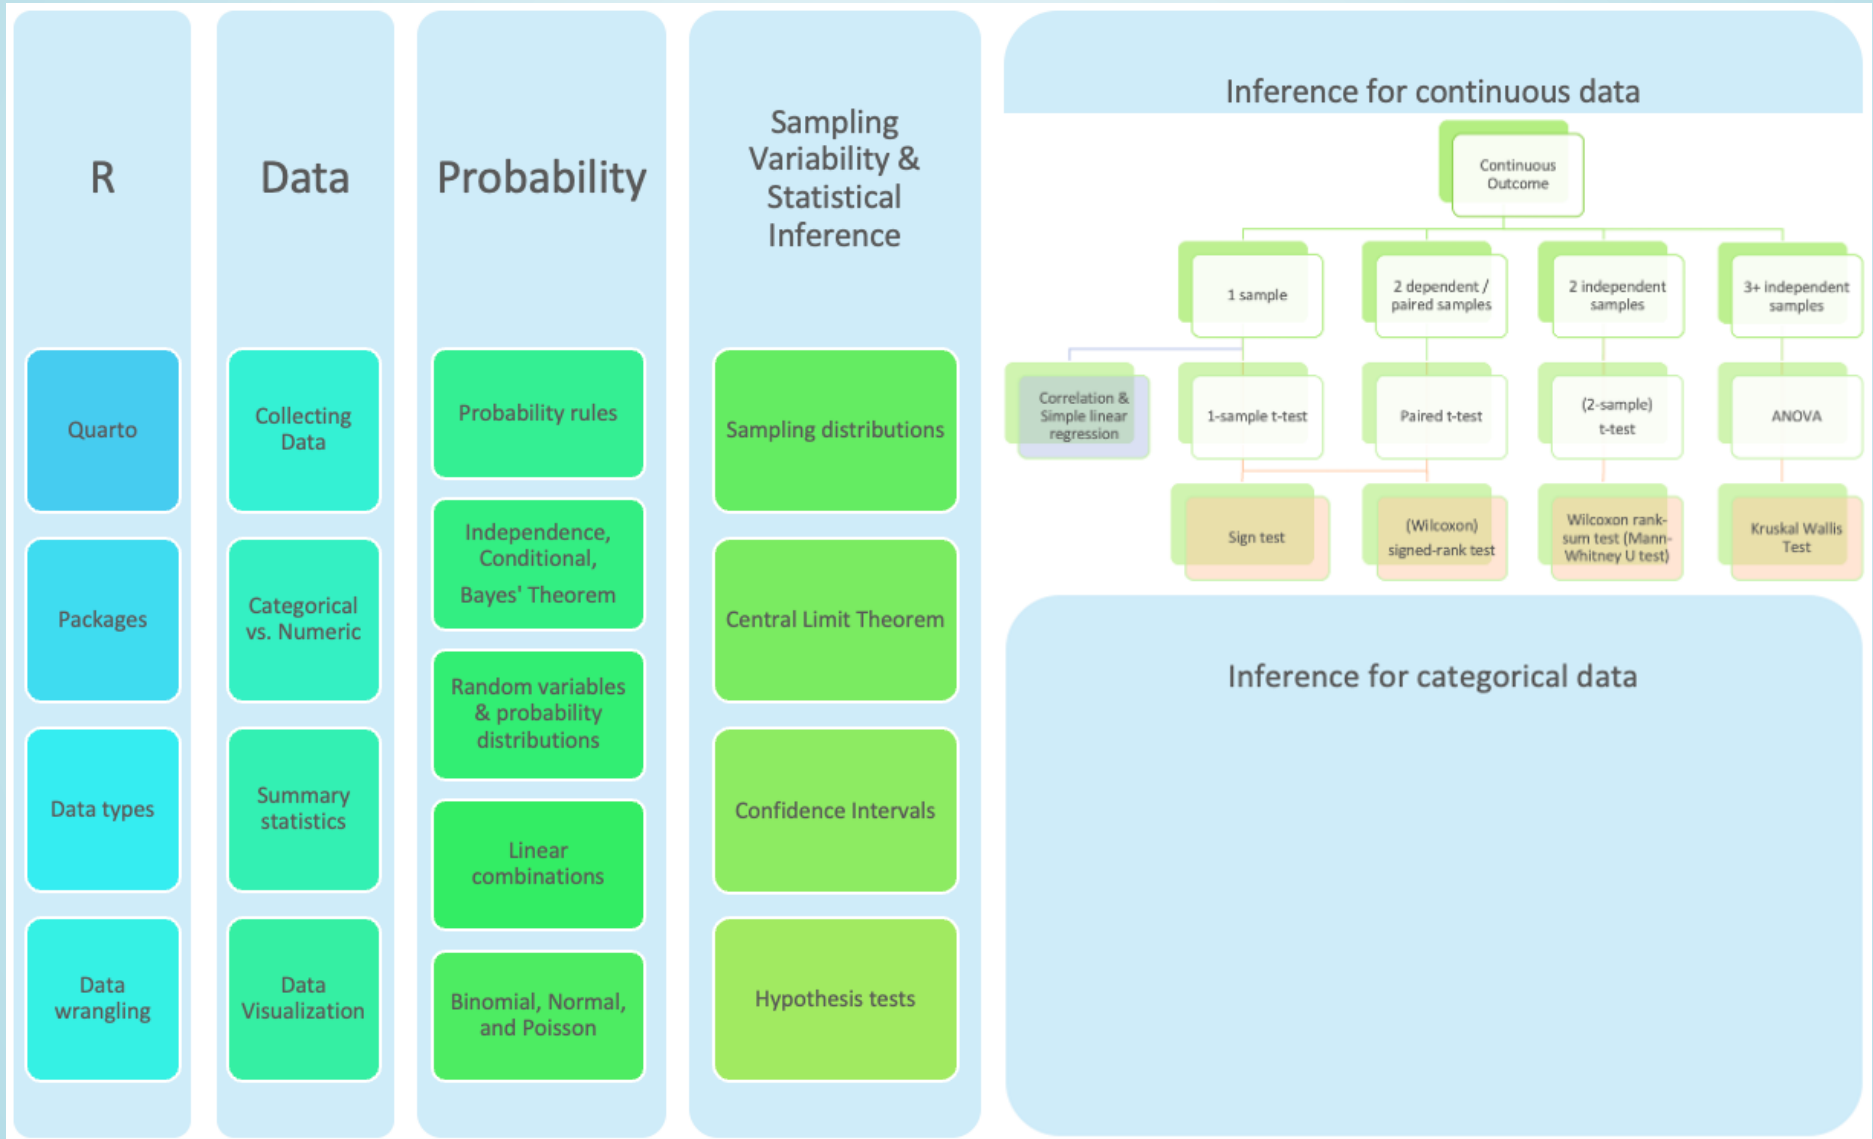 R
Quarto
Packages
Data types
Data
wrangling
Data
Collecting
Data
Categorical
vs. Numeric
Summary
statistics
Data
Visualization
Probability
Probability rules
Independence,
Conditional,
Bayes' Theorem
Random variables
& probability
distributions
Linear
combinations
Binomial, Normal,
and Poisson
Sampling
Variability &
Statistical
Inference
Sampling distributions
Central Limit Theorem
Confidence Intervals
Hypothesis tests
Inference for continuous data
Continuous
Outcome
1 sample
2 dependent /
paired samples
2 independent
samples
3+ independent
samples
Correlation &
Simple linear
regression
1-sample t-test
Paired t-test
(2-sample)
t-test
ANOVA
Sign test
(Wilcoxon)
signed-rank test
Wilcoxon rank-
sum test (Mann-
Whitney U test)
Kruskal Wallis
Test
Inference for categorical data